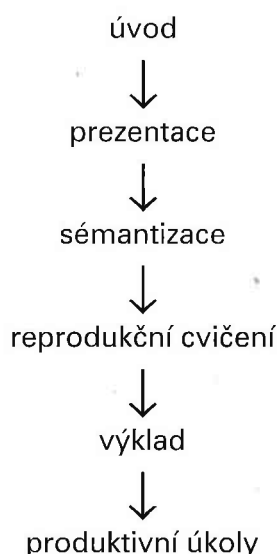 úvod
prezentace
sémantizace
reprodukční cvičení
výklad
produktivní úkoly